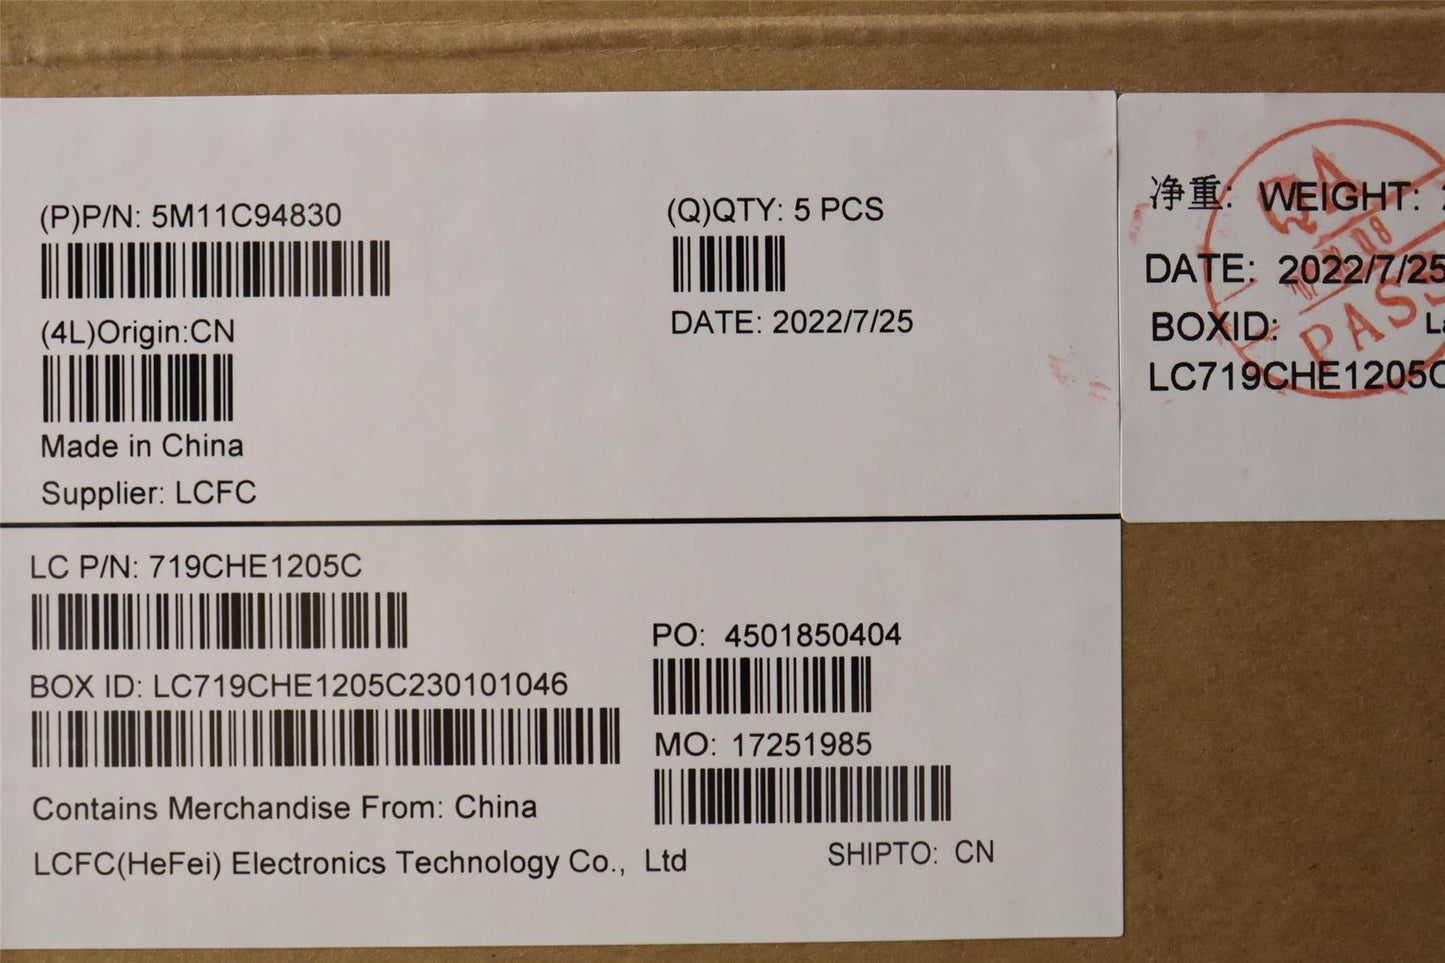 (P)P/N: 5M11C94830
(Q)QTY: 5 PCS
(4L)Origin:CN
DATE: 2022/7/25
Made in China
Supplier: LCFC
净重: WEIGHT:
DATE: 2022/7/25
BOXID:
LC719CHE1205C
QA
PASS
LC P/N: 719CHE1205C
PO: 4501850404
BOX ID: LC719CHE1205C230101046
MO: 17251985
Contains Merchandise From: China
LCFC(HeFei) Electronics Technology Co., Ltd
SHIPTO: CN